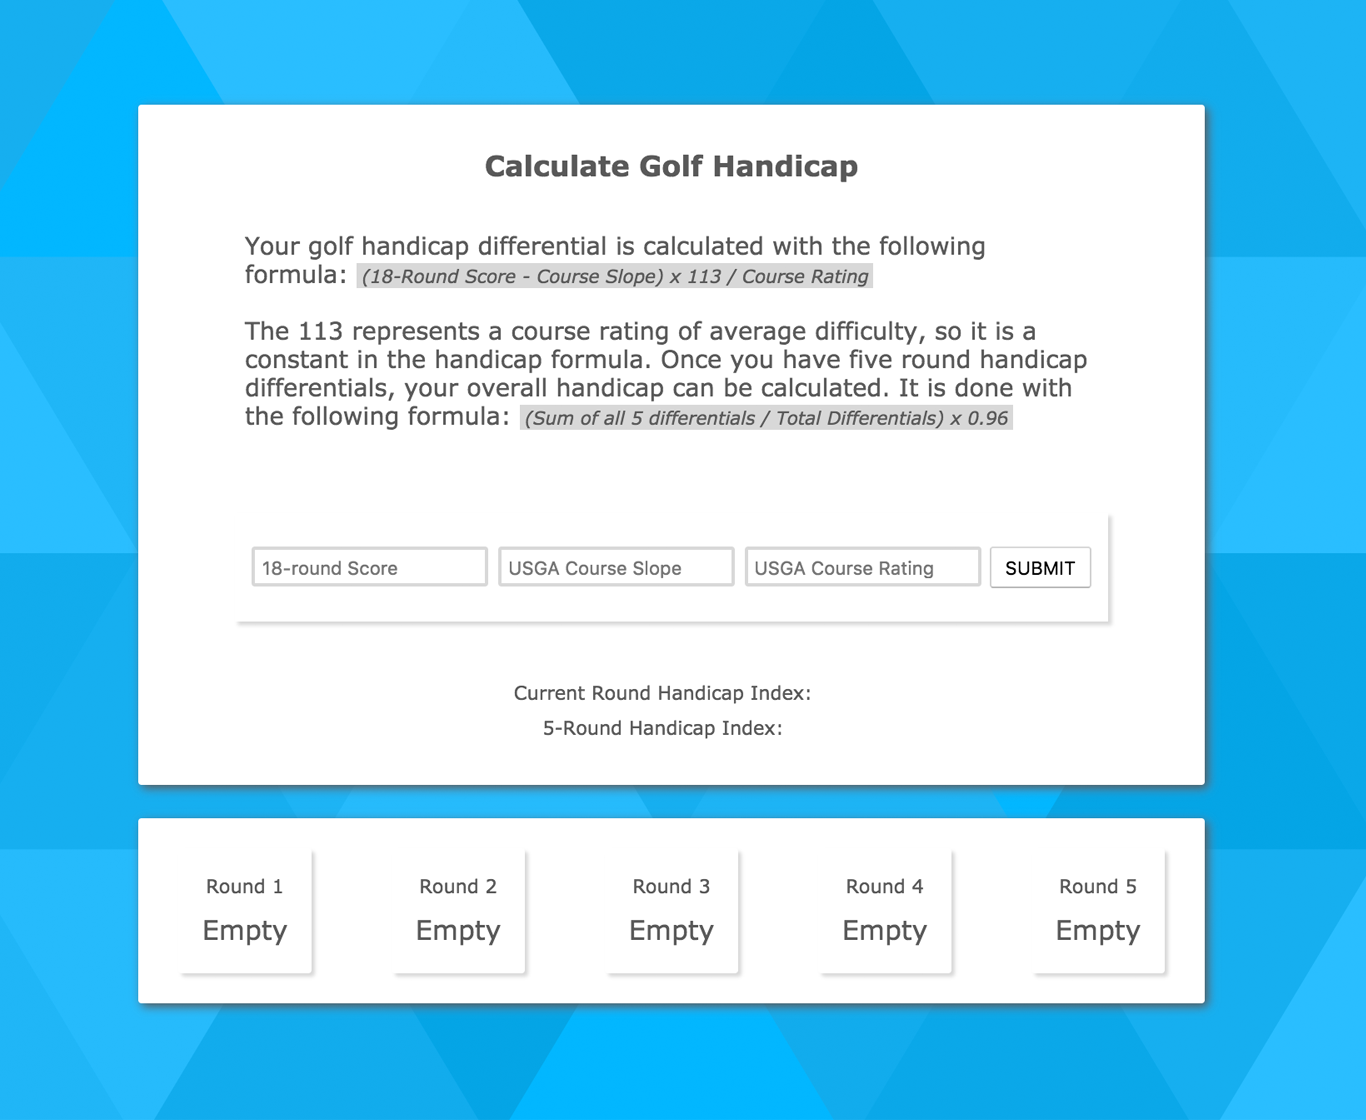 Calculate Golf Handicap
Your golf handicap differential is calculated with the following
formula: (18-Round Score - Course Slope) x 113 / Course Rating
The 113 represents a course rating of average difficulty, so it is a
constant in the handicap formula. Once you have five round handicap
differentials, your overall handicap can be calculated. It is done with
the following formula: (Sum of all 5 differentials / Total Differentials) x 0.96
18-round Score USGA Course Slope USGA Course Rating SUBMIT
Current Round Handicap Index:
5-Round Handicap Index:
Round 1 Round 2 Round 3 Round 4 Round 5
Empty Empty Empty Empty Empty